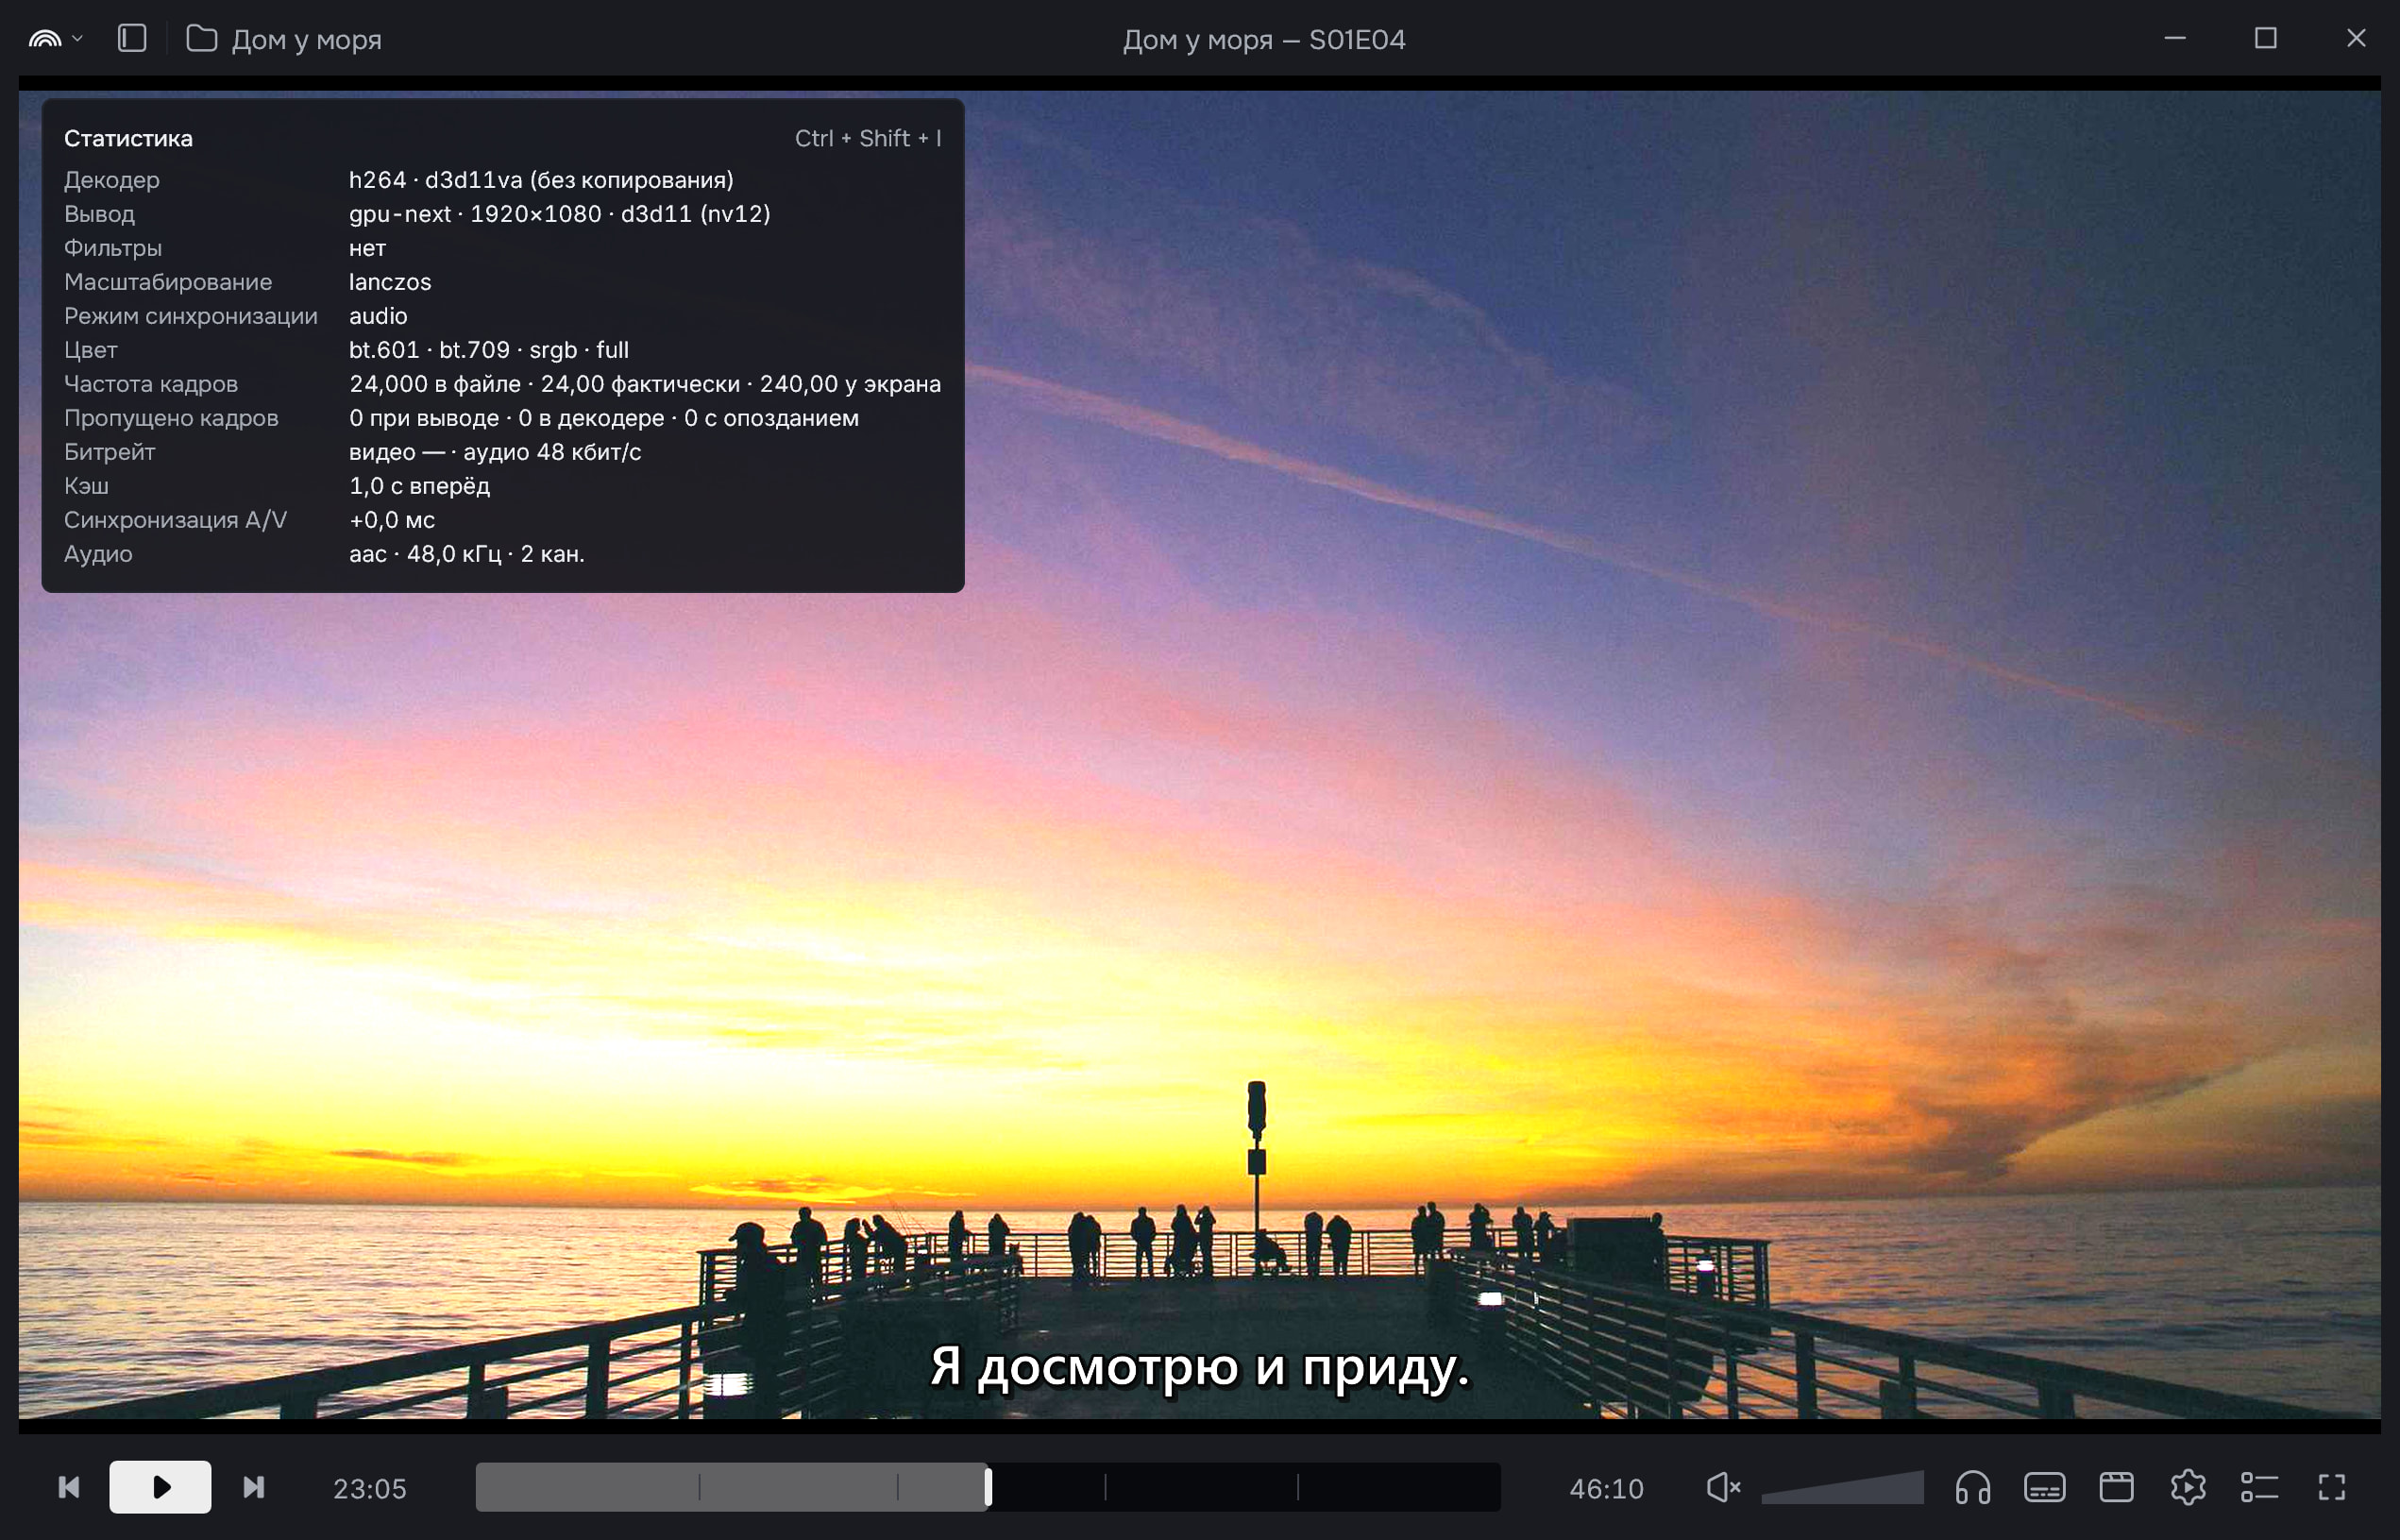 Дом у моря
Дом у моря – S01E04
Статистика Ctrl + Shift + I
Декодер h264 · d3d11va (без копирования)
Вывод gpu-next · 1920×1080 · d3d11 (nv12)
Фильтры нет
Масштабирование lanczos
Режим синхронизации audio
Цвет bt.601 · bt.709 · srgb · full
Частота кадров 24,000 в файле · 24,00 фактически · 240,00 у экрана
Пропущено кадров 0 при выводе · 0 в декодере · 0 с опозданием
Битрейт видео — · аудио 48 кбит/с
Кэш 1,0 с вперёд
Синхронизация A/V +0,0 мс
Аудио aac · 48,0 кГц · 2 кан.
Я досмотрю и приду.
23:05
46:10